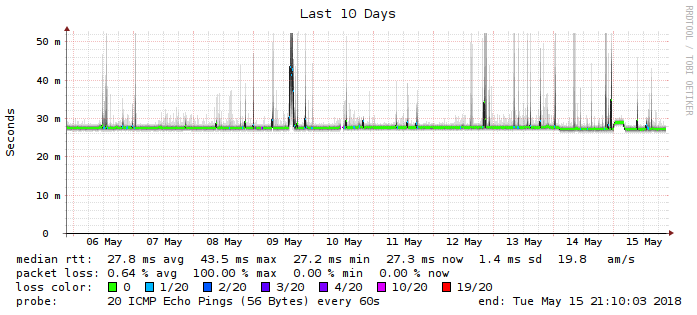 Last 10 Days
RRDTOOL / TOBI OETIKER
Seconds
50 m
40 m
30 m
20 m
10 m
0
06 May 07 May 08 May 09 May 10 May 11 May 12 May 13 May 14 May 15 May
median rtt: 27.8 ms avg 43.5 ms max 27.2 ms min 27.3 ms now 1.4 ms sd 19.8 am/s
packet loss: 0.64 % avg 100.00 % max 0.00 % min 0.00 % now
loss color: 0 1/20 2/20 3/20 4/20 10/20 19/20
probe: 20 ICMP Echo Pings (56 Bytes) every 60s end: Tue May 15 21:10:03 2018